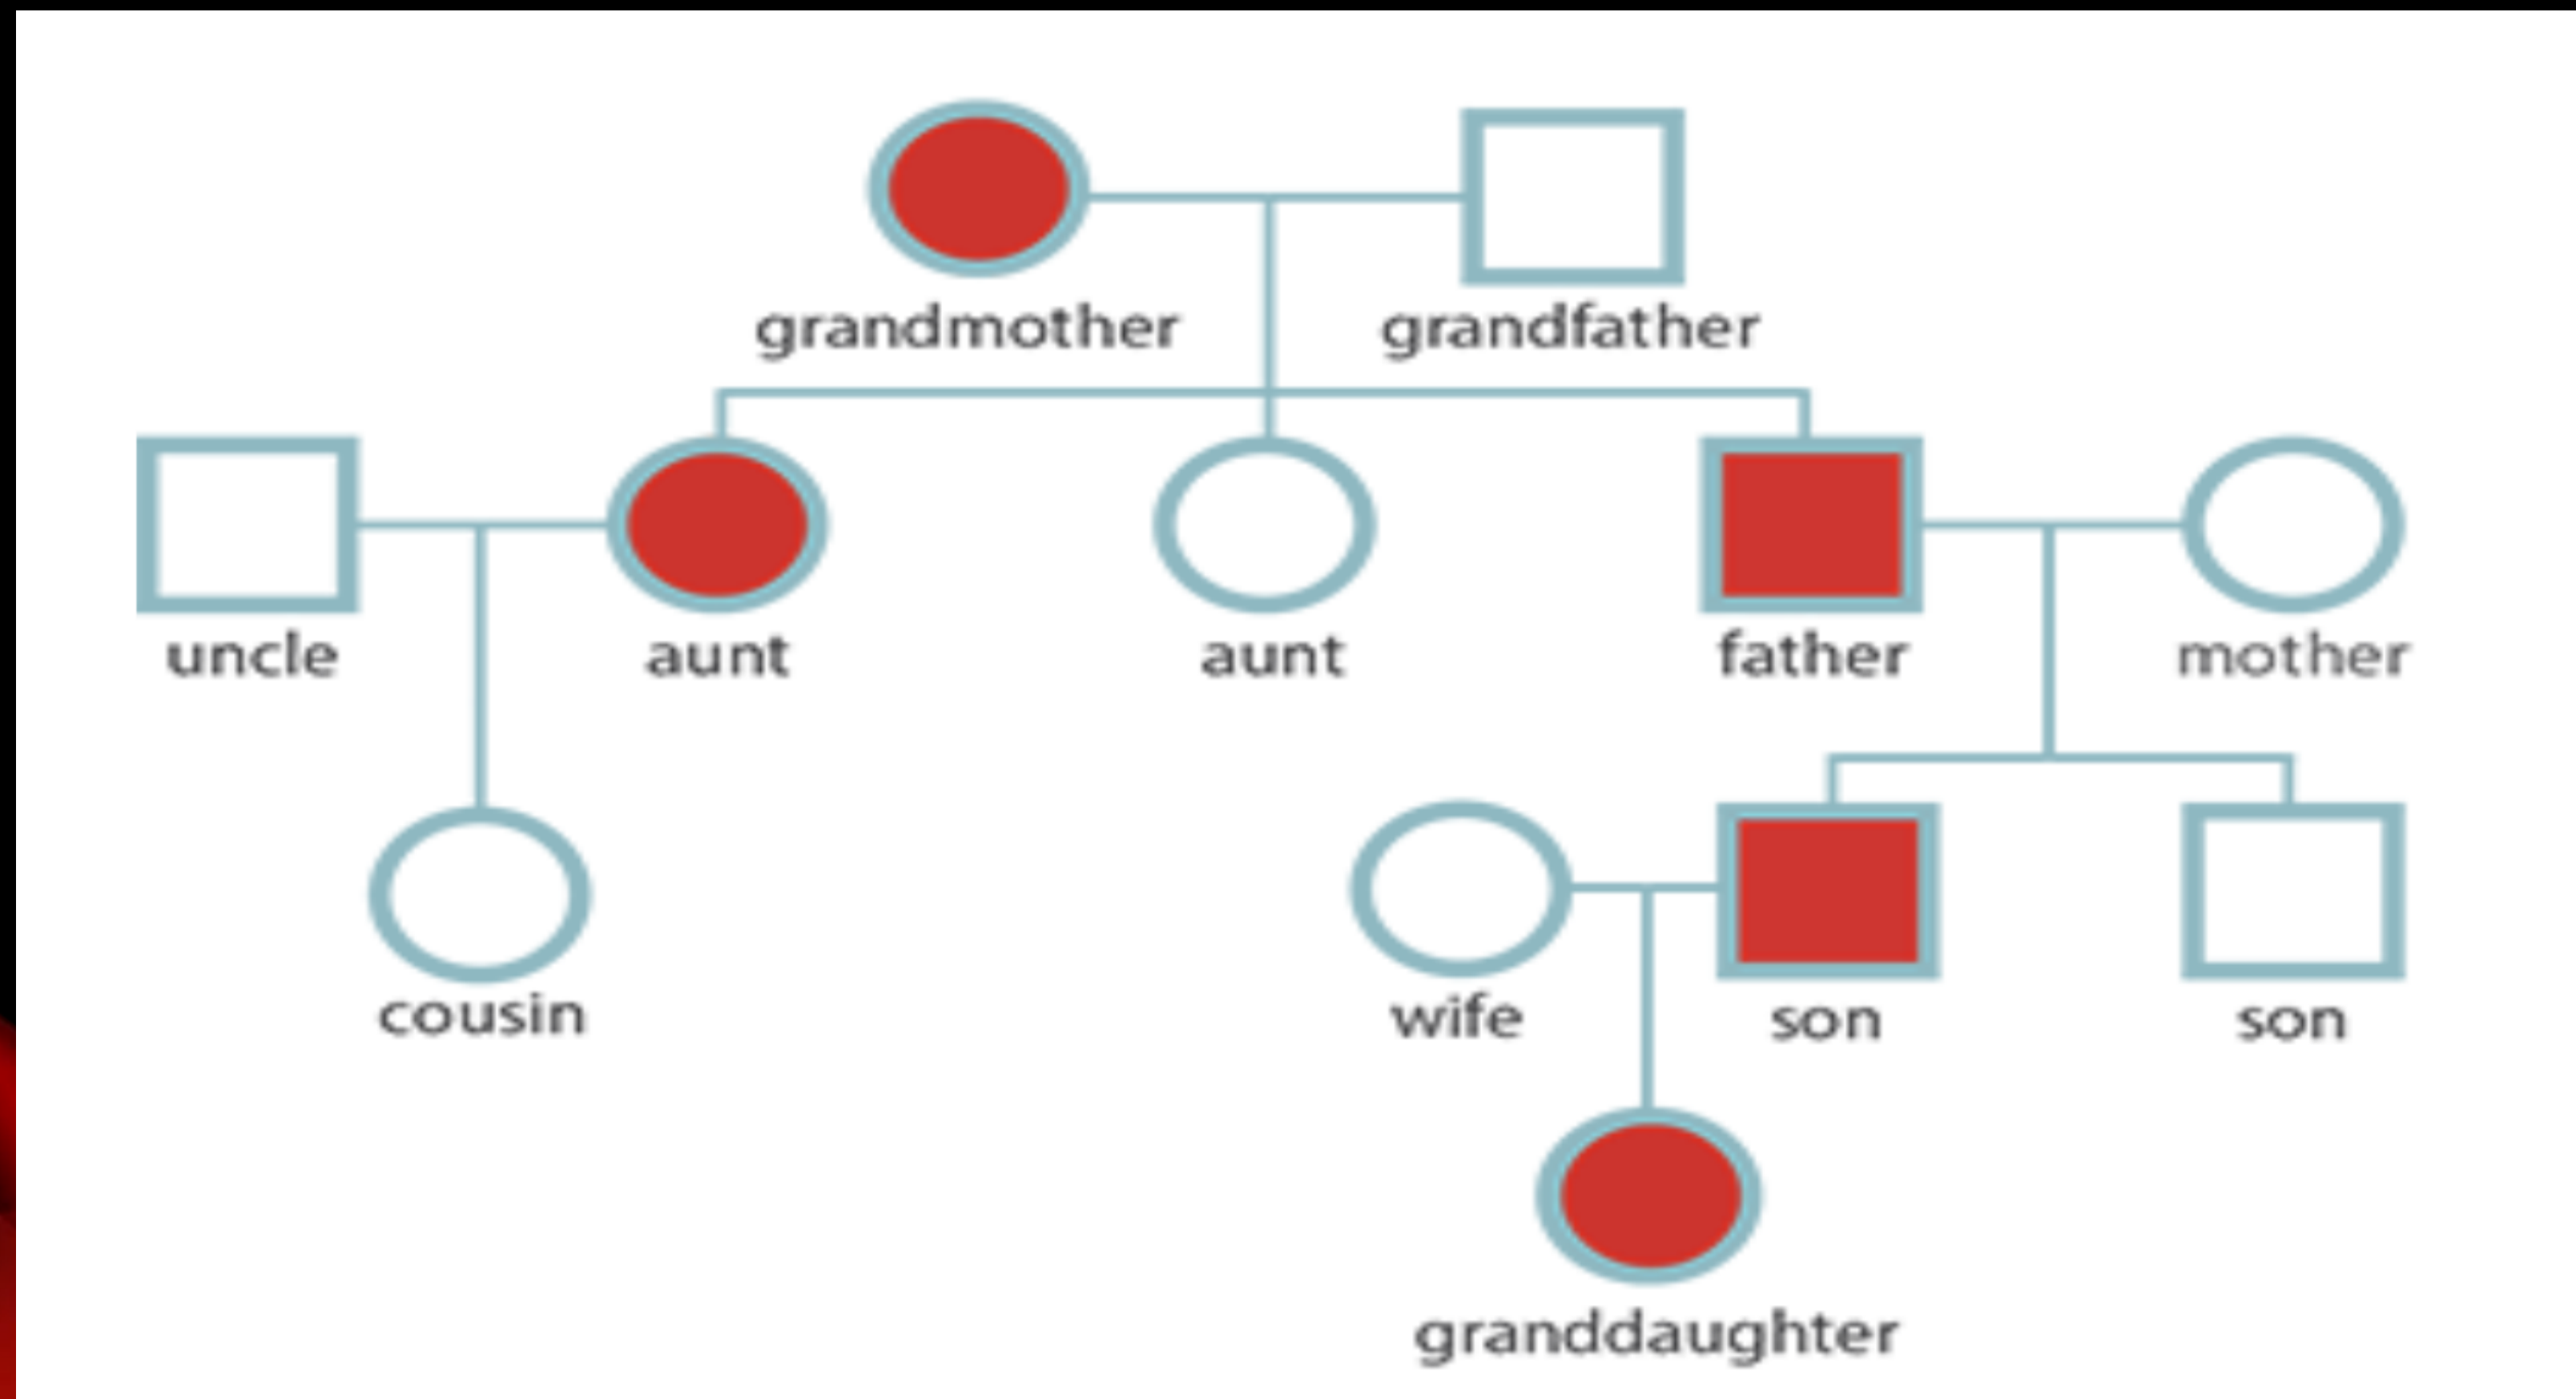 grandmother grandfather
uncle aunt aunt father mother
cousin wife son son
granddaughter